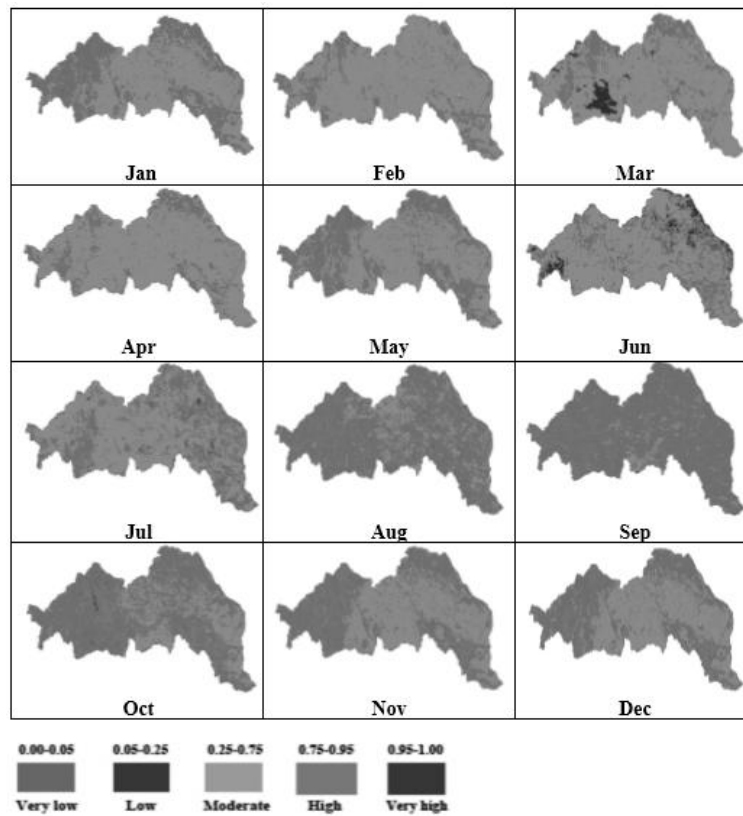 Jan Feb Mar
Apr May Jun
Jul Aug Sep
Oct Nov Dec
0.00-0.05 0.05-0.25 0.25-0.75 0.75-0.95 0.95-1.00
Very low Low Moderate High Very high